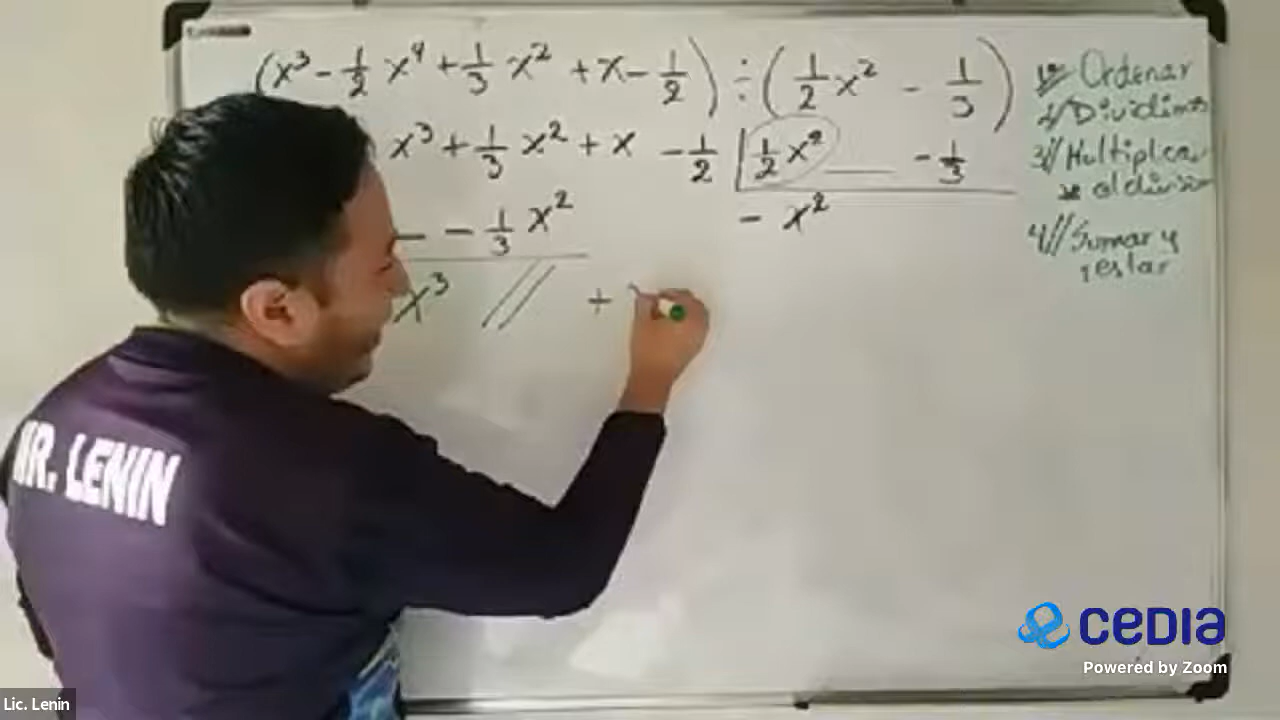 (x³ - 1/2 x⁴ + 1/3 x² + x - 1/2) ÷ (1/2 x² - 1/3)
x³ + 1/3 x² + x - 1/2 | 1/2 x² __ - 1/3
- - 1/3 x²
- x²
x³ // +
1// Ordenar
2// Dividimos
3// Multiplicar
al divisor
4// Sumar y
restar
MR. LENIN
CEDIA
Powered by Zoom
Lic. Lenin